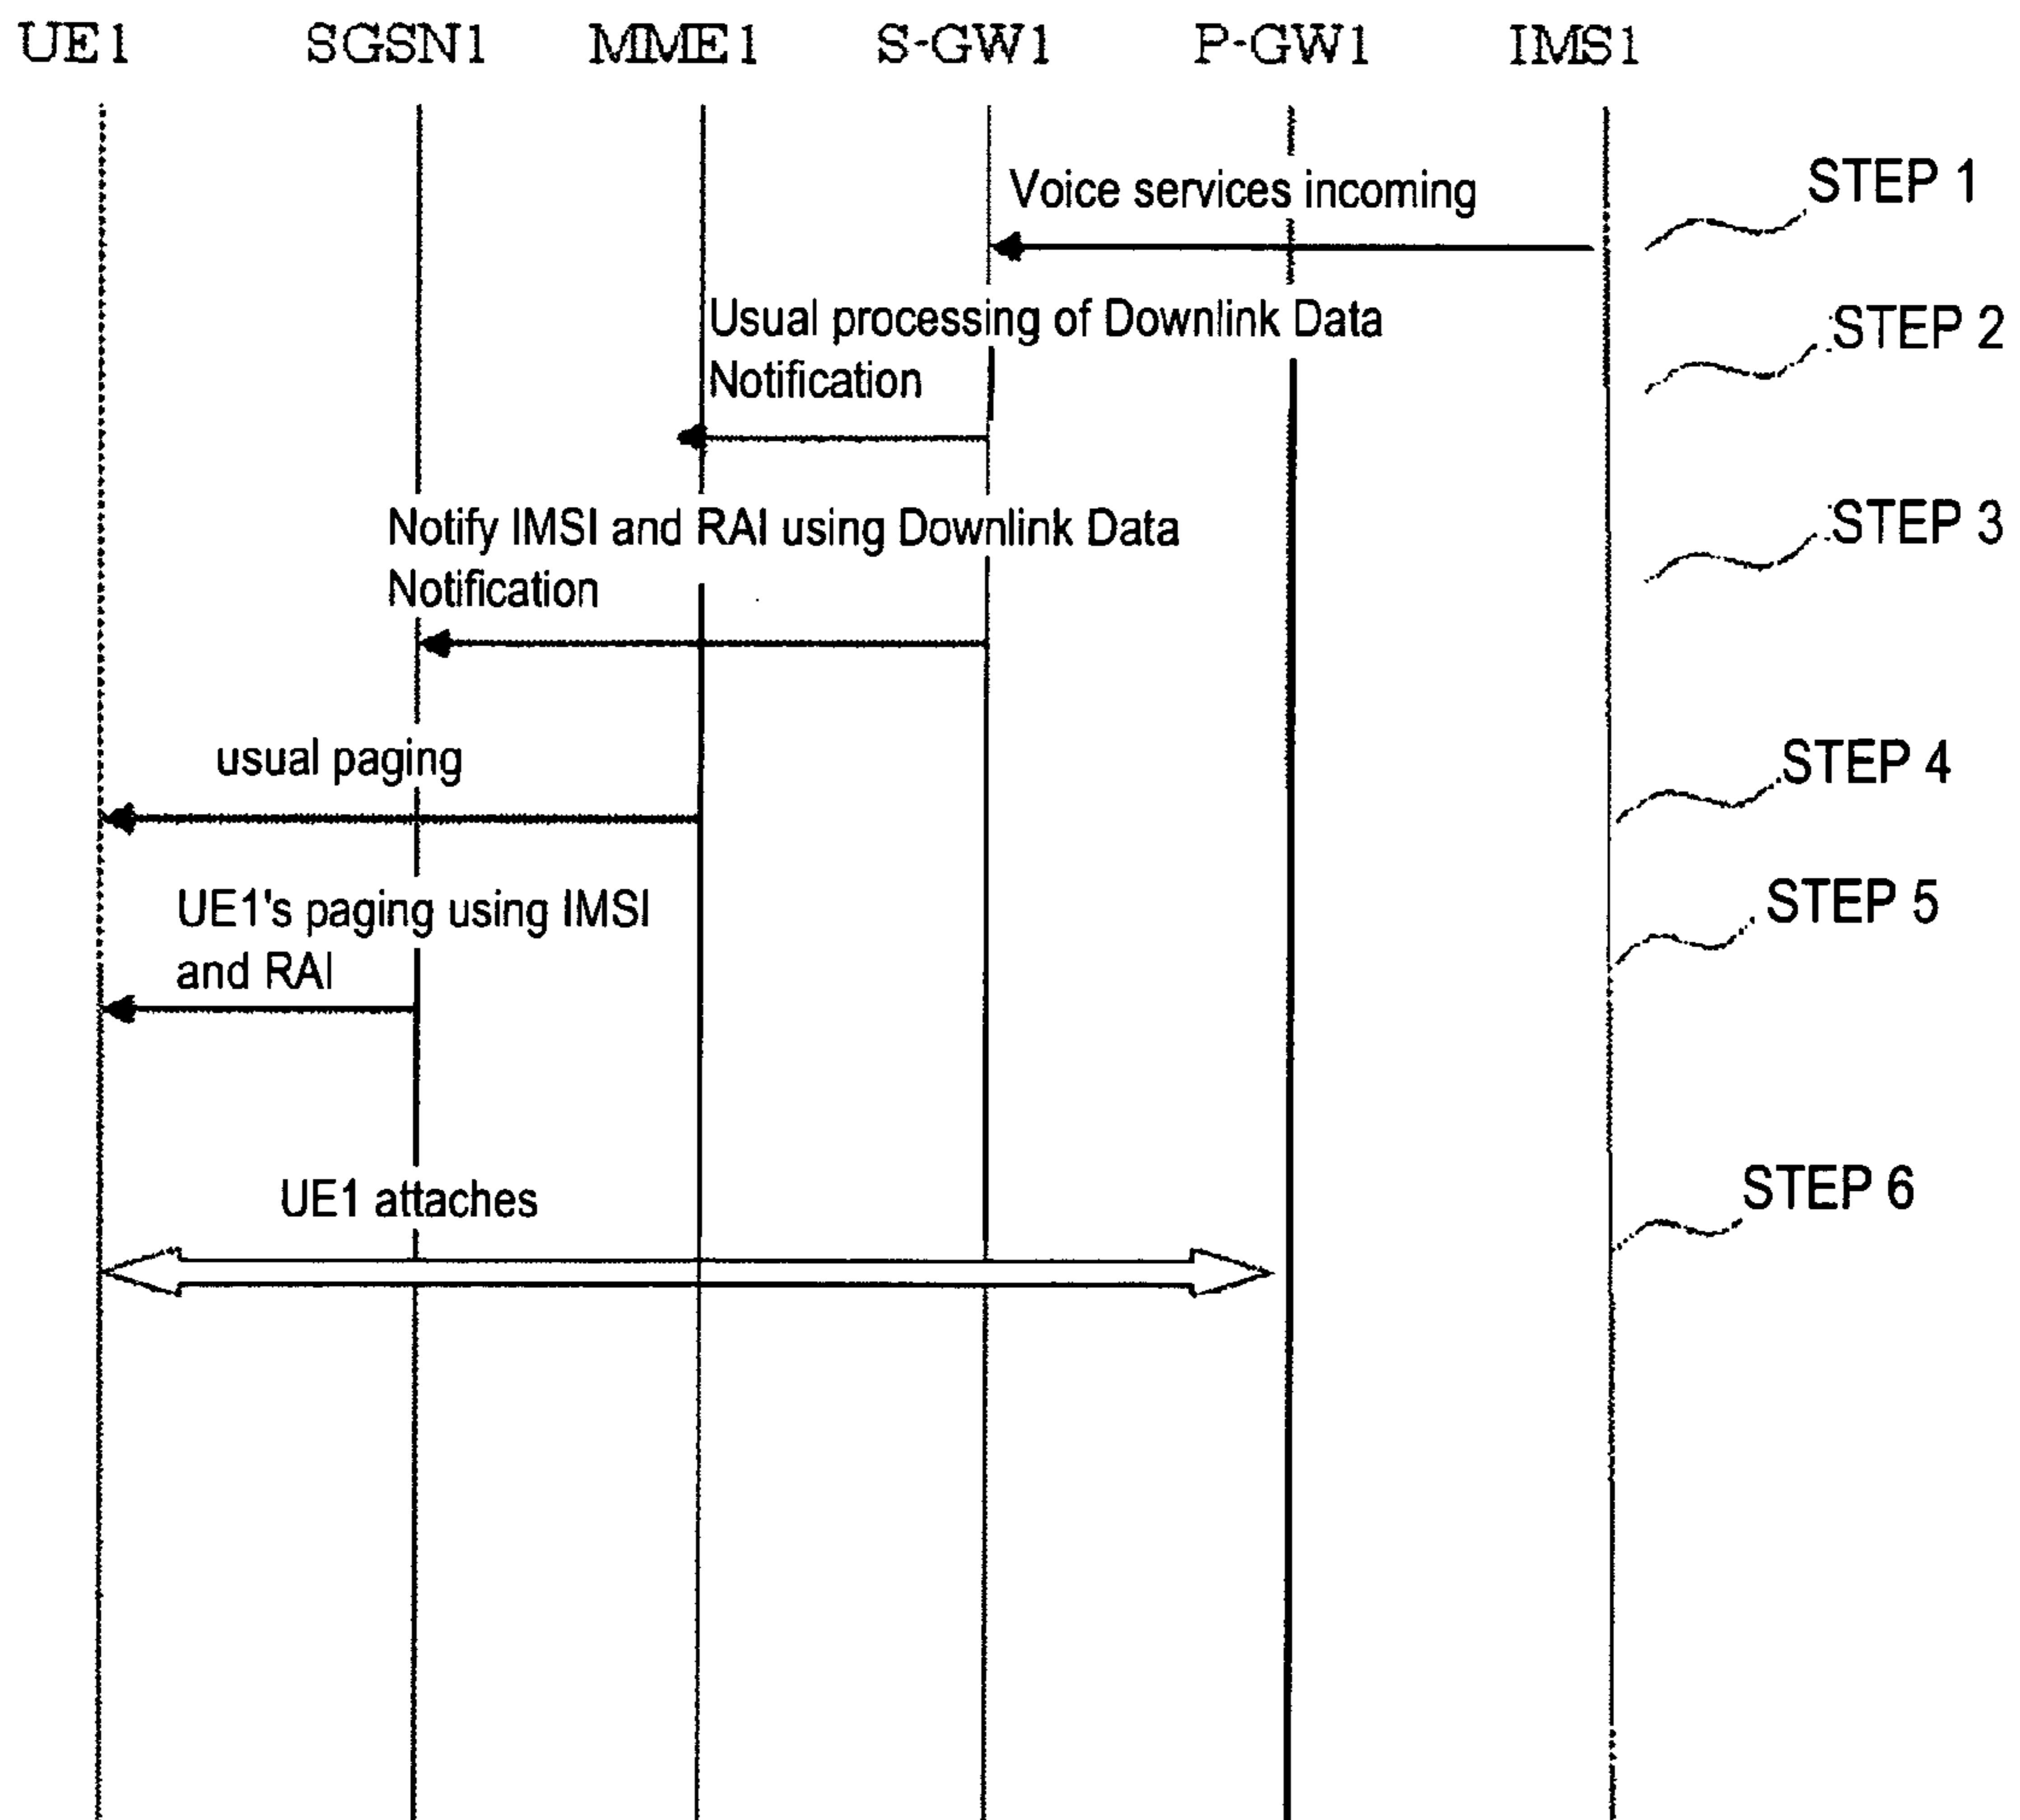 UE1 SGSN1 MME1 S-GW1 P-GW1 IMS1
Voice services incoming
STEP 1
Usual processing of Downlink Data
Notification
STEP 2
Notify IMSI and RAI using Downlink Data
Notification
STEP 3
usual paging
STEP 4
UE1's paging using IMSI
and RAI
STEP 5
UE1 attaches
STEP 6